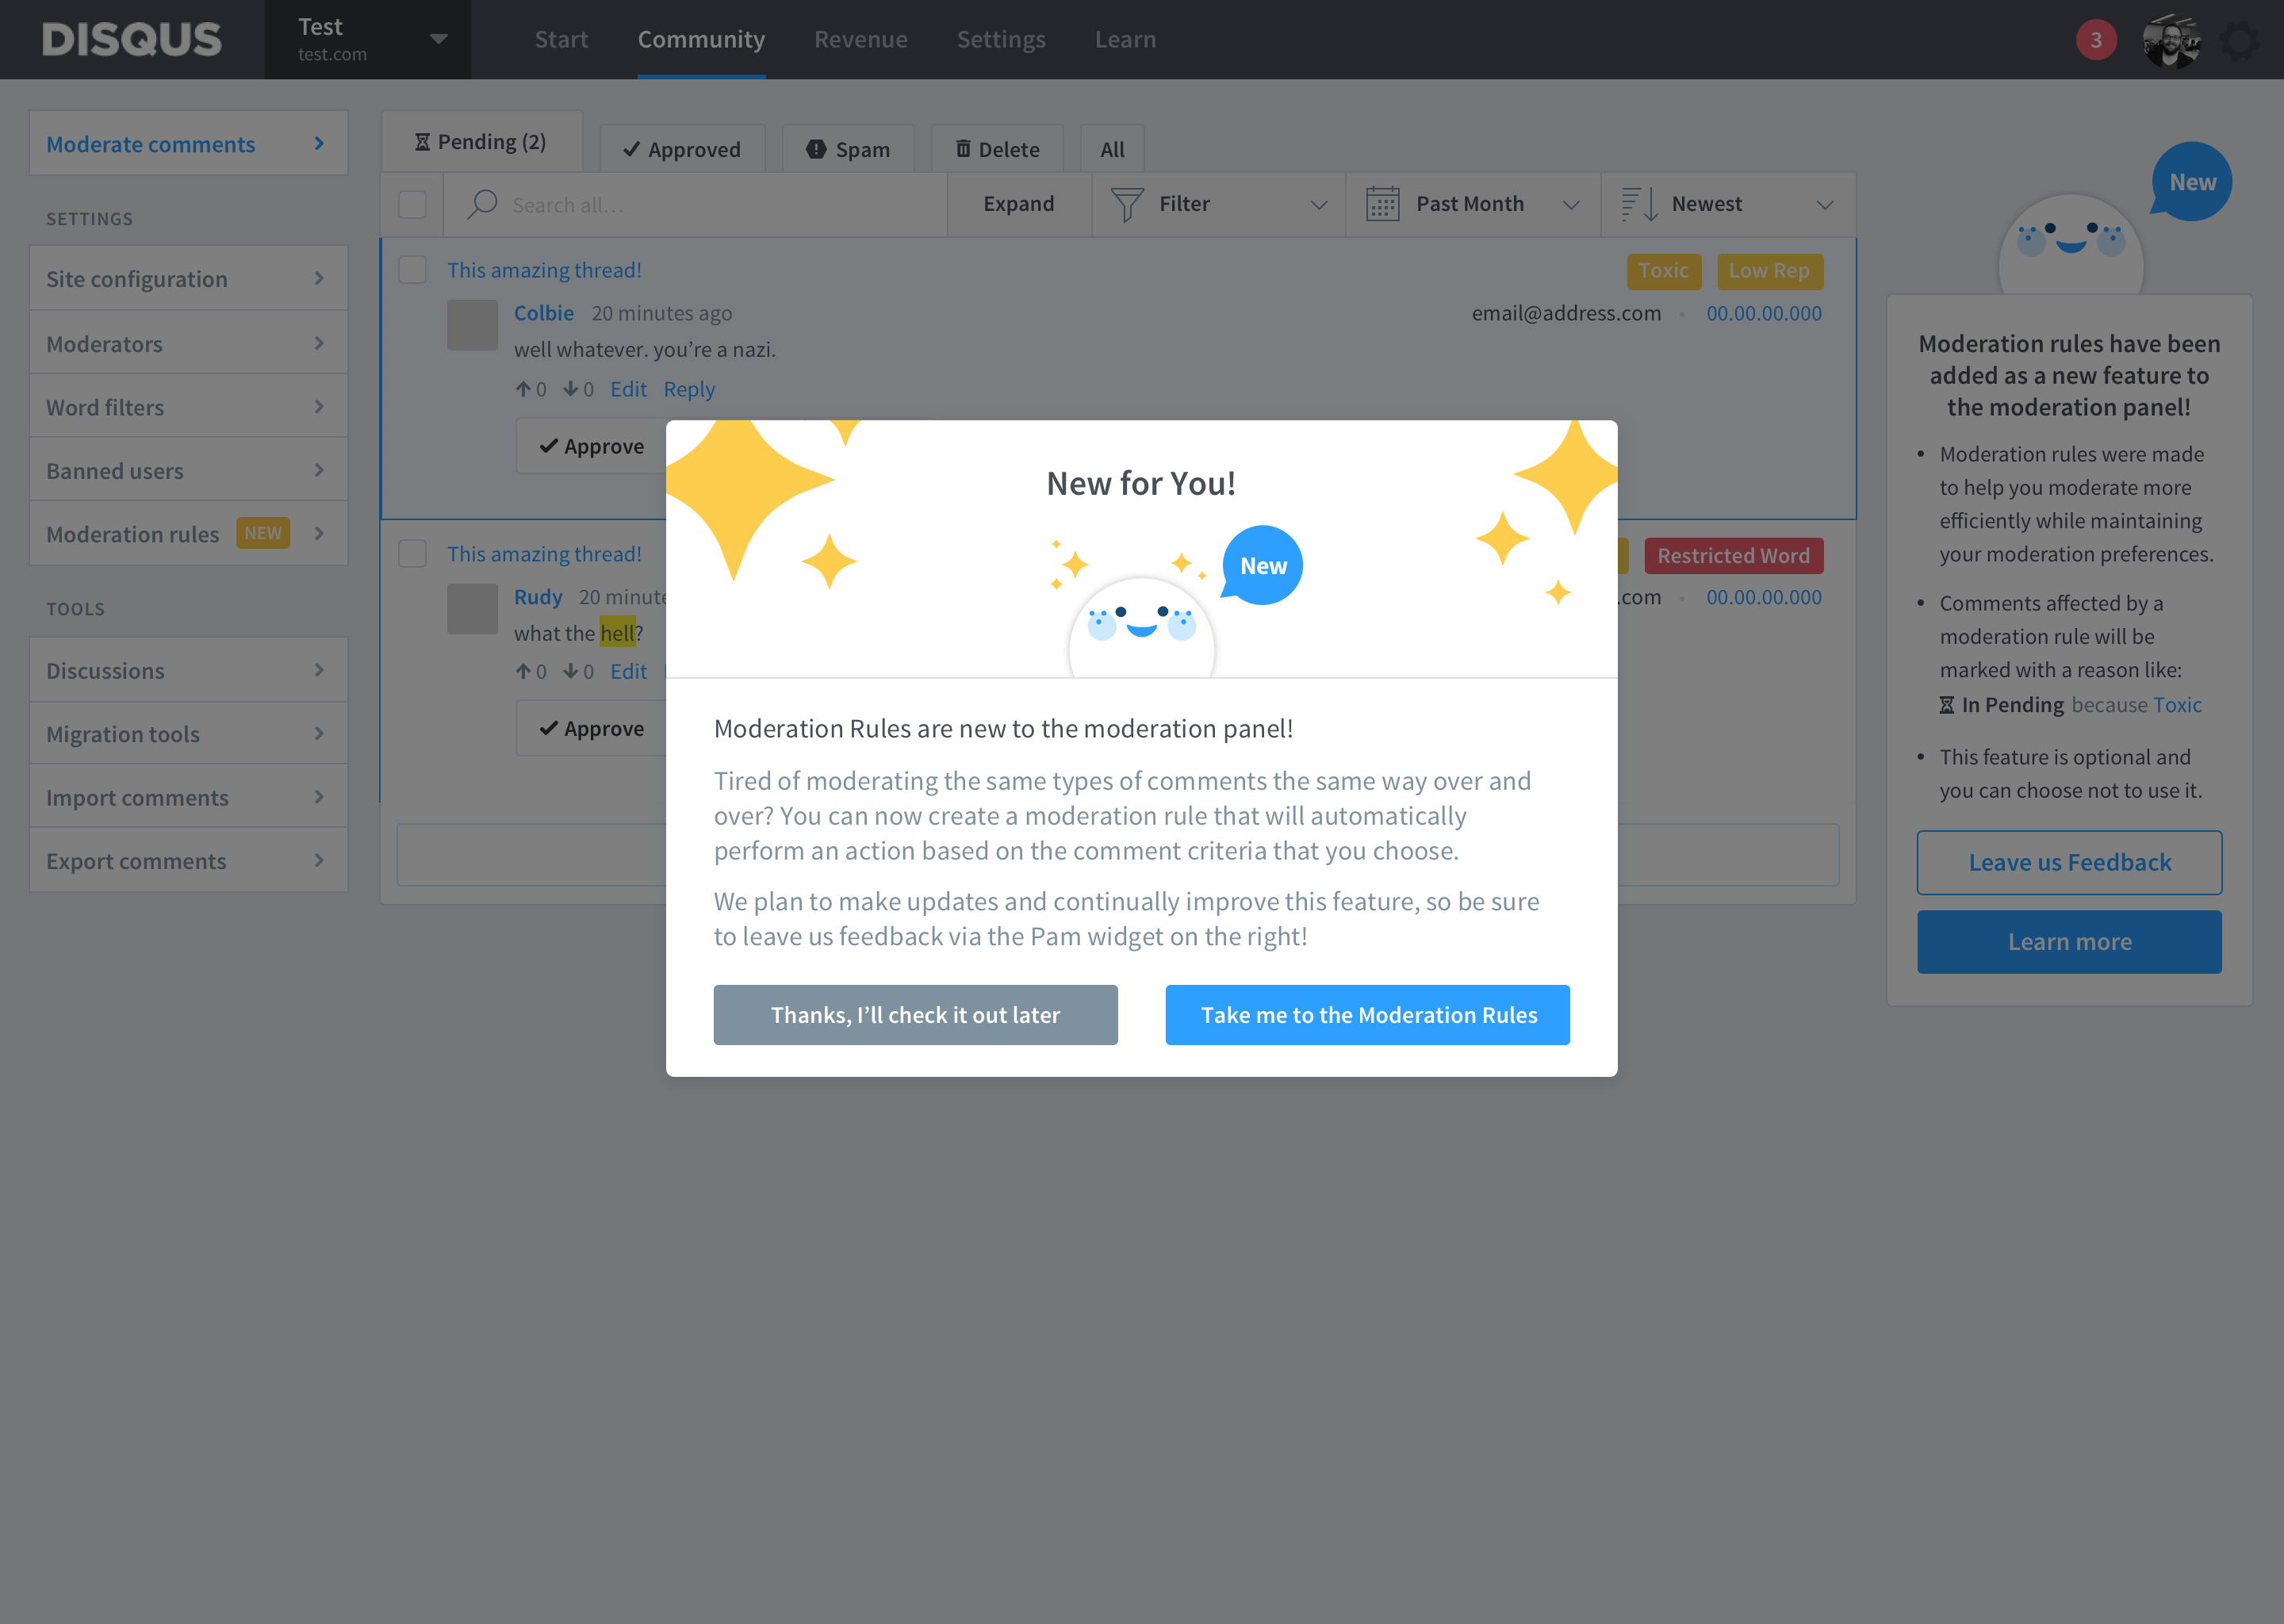 DISQUS
Test
test.com
Start
Community
Revenue
Settings
Learn
3
Moderate comments
SETTINGS
Site configuration
Moderators
Word filters
Banned users
Moderation rules NEW
TOOLS
Discussions
Migration tools
Import comments
Export comments
Pending (2)
Approved
Spam
Delete
All
Search all...
Expand
Filter
Past Month
Newest
This amazing thread!
Toxic
Low Rep
Colbie 20 minutes ago
email@address.com • 00.00.00.000
well whatever. you’re a nazi.
0 0 Edit Reply
Approve
This amazing thread!
Restricted Word
Rudy 20 minute
.com • 00.00.00.000
what the hell?
0 0 Edit
Approve
New for You!
New
Moderation Rules are new to the moderation panel!
Tired of moderating the same types of comments the same way over and
over? You can now create a moderation rule that will automatically
perform an action based on the comment criteria that you choose.
We plan to make updates and continually improve this feature, so be sure
to leave us feedback via the Pam widget on the right!
Thanks, I’ll check it out later
Take me to the Moderation Rules
New
Moderation rules have been
added as a new feature to
the moderation panel!
• Moderation rules were made
to help you moderate more
efficiently while maintaining
your moderation preferences.
• Comments affected by a
moderation rule will be
marked with a reason like:
In Pending because Toxic
• This feature is optional and
you can choose not to use it.
Leave us Feedback
Learn more